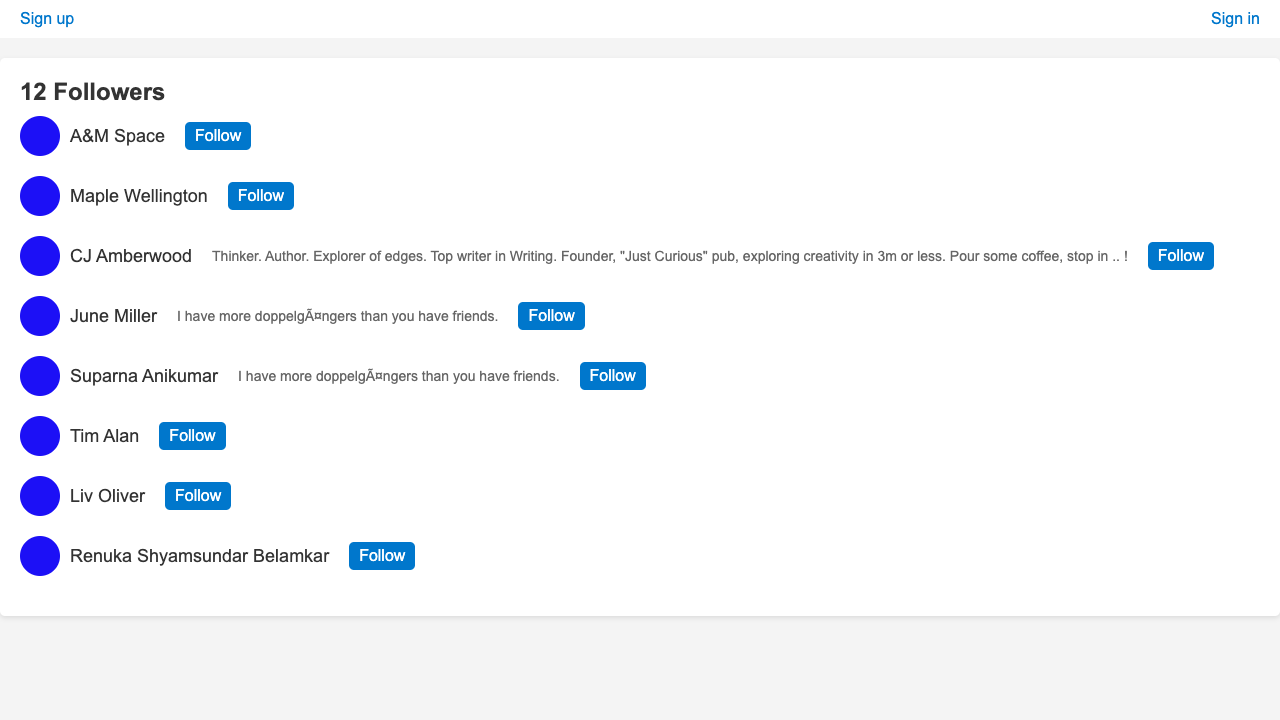 Sign up
Sign in
12 Followers
A&M Space Follow
Maple Wellington Follow
CJ Amberwood Thinker. Author. Explorer of edges. Top writer in Writing. Founder, "Just Curious" pub, exploring creativity in 3m or less. Pour some coffee, stop in .. ! Follow
June Miller I have more doppelgÃ¤ngers than you have friends. Follow
Suparna Anikumar I have more doppelgÃ¤ngers than you have friends. Follow
Tim Alan Follow
Liv Oliver Follow
Renuka Shyamsundar Belamkar Follow